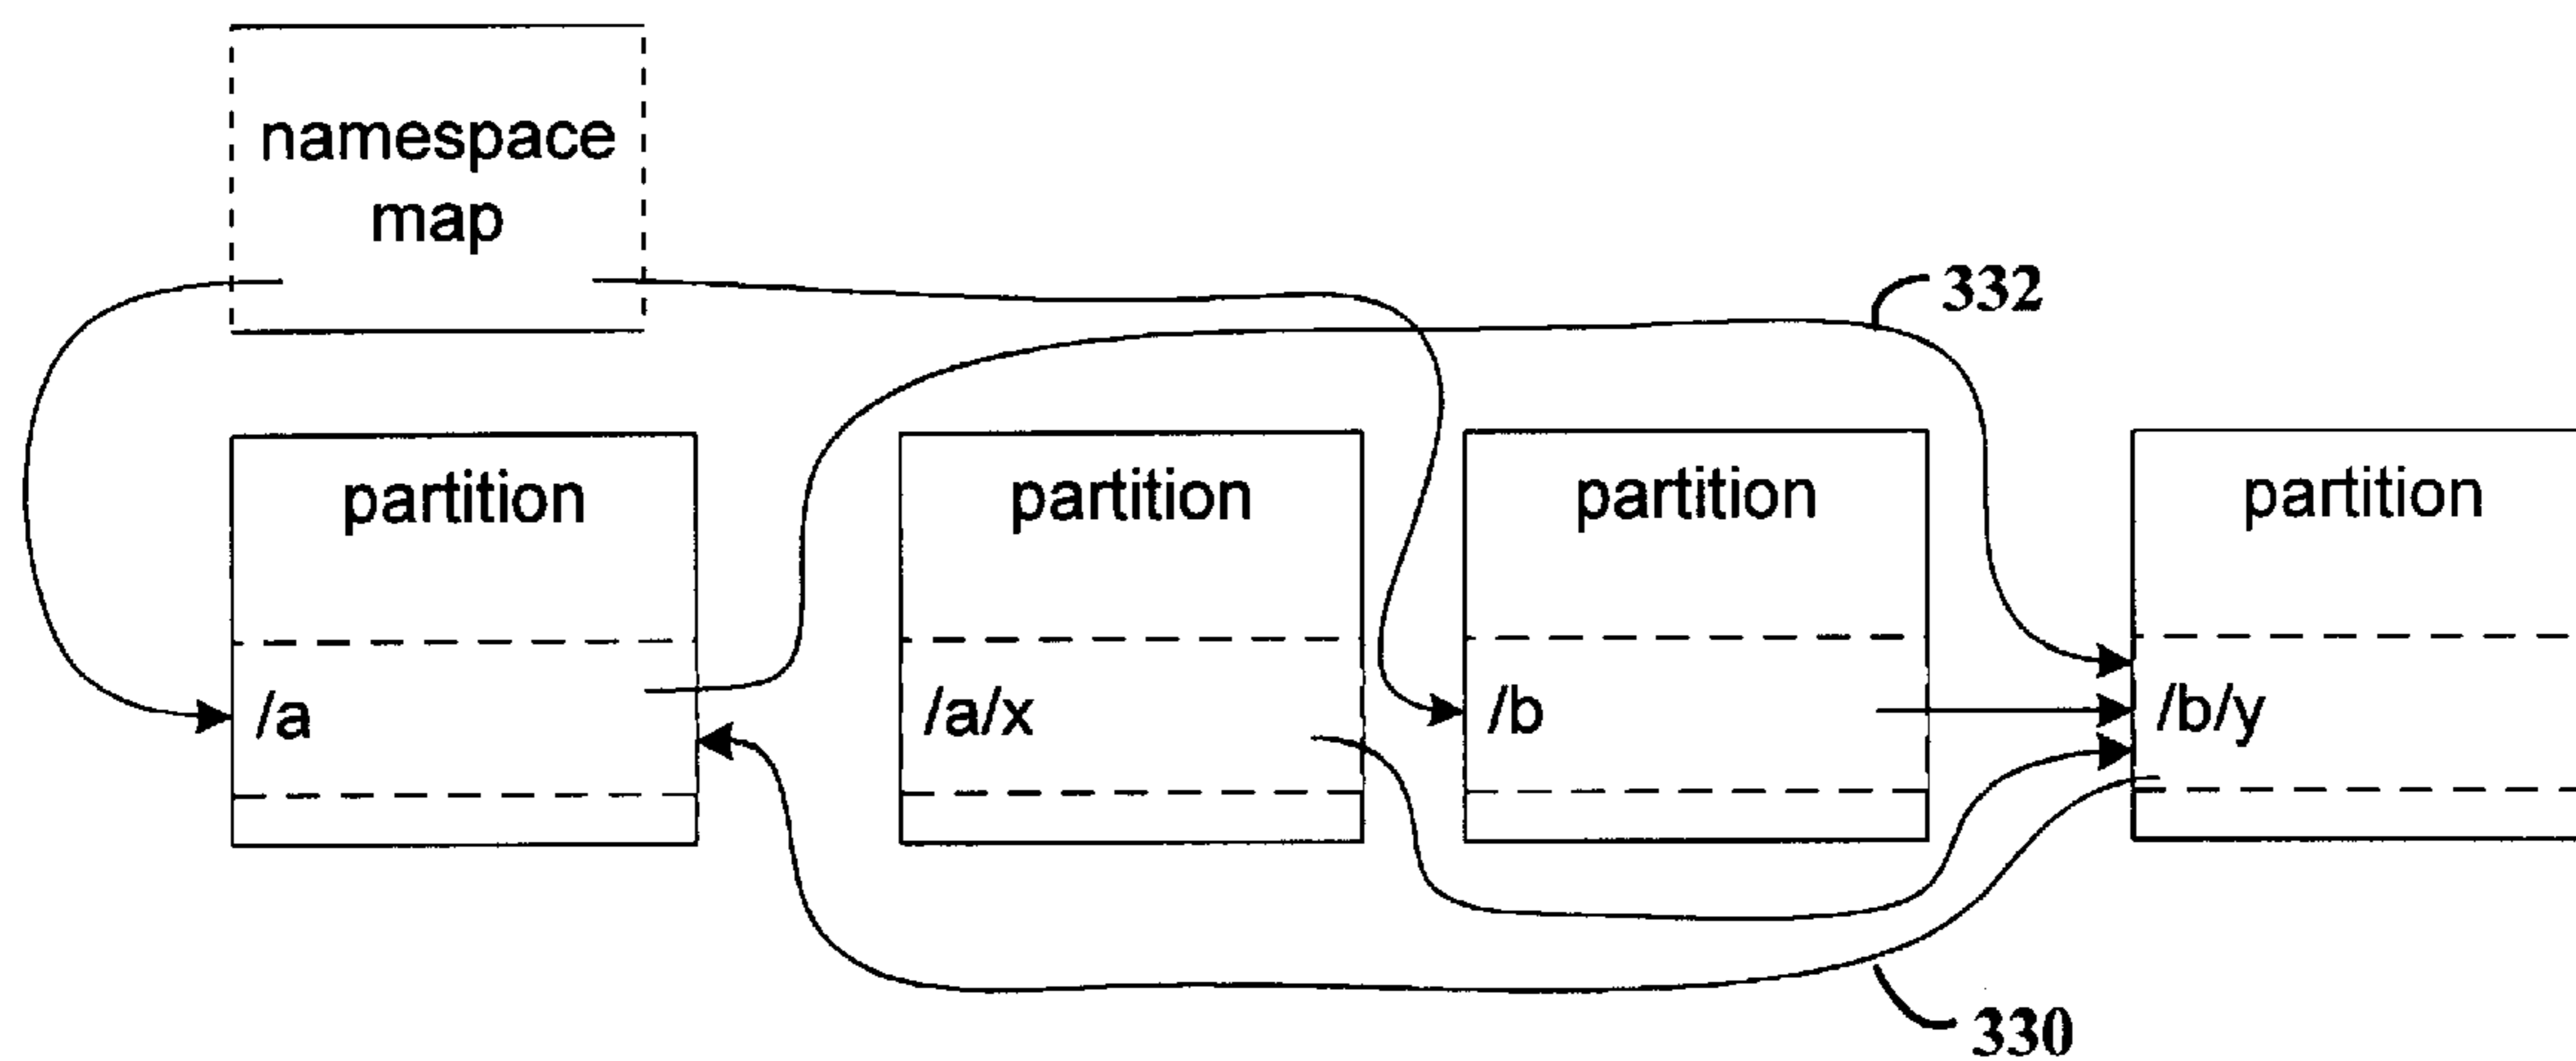 namespace
map
332
partition
partition
partition
partition
/a
/a/x
/b
/b/y
330